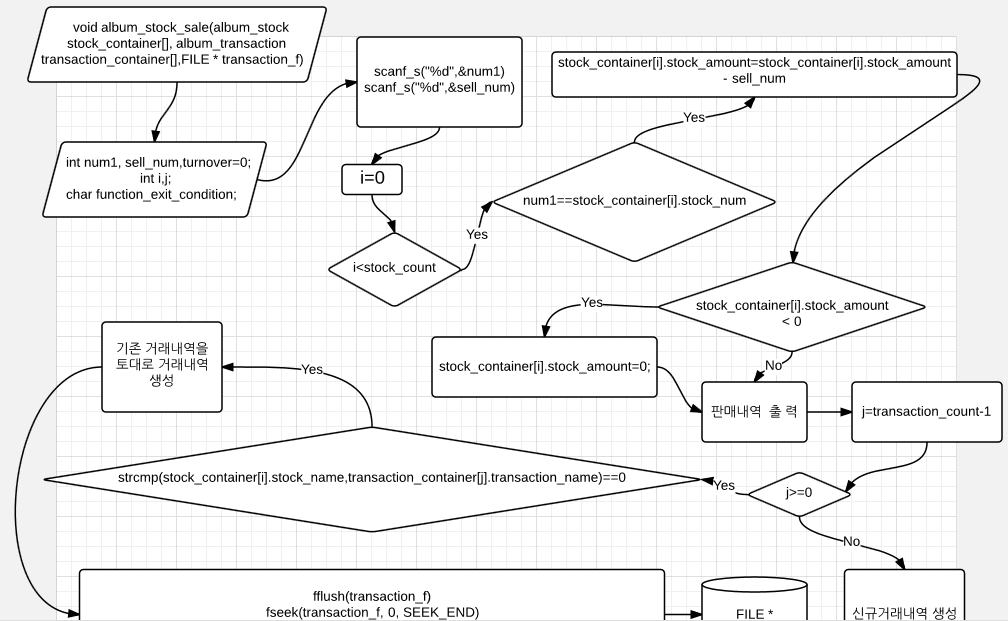 void album_stock_sale(album_stock
stock_container[], album_transaction
transaction_container[],FILE * transaction_f)
int num1, sell_num,turnover=0;
int i,j;
char function_exit_condition;
scanf_s("%d",&num1)
scanf_s("%d",&sell_num)
i=0
i<stock_count
Yes
num1==stock_container[i].stock_num
Yes
stock_container[i].stock_amount=stock_container[i].stock_amount
- sell_num
stock_container[i].stock_amount
< 0
Yes
stock_container[i].stock_amount=0;
No
판매내역 출 력
j=transaction_count-1
j>=0
Yes
strcmp(stock_container[i].stock_name,transaction_container[j].transaction_name)==0
Yes
기존 거래내역을
토대로 거래내역
생성
No
신규거래내역 생성
fflush(transaction_f)
fseek(transaction_f, 0, SEEK_END)
FILE *